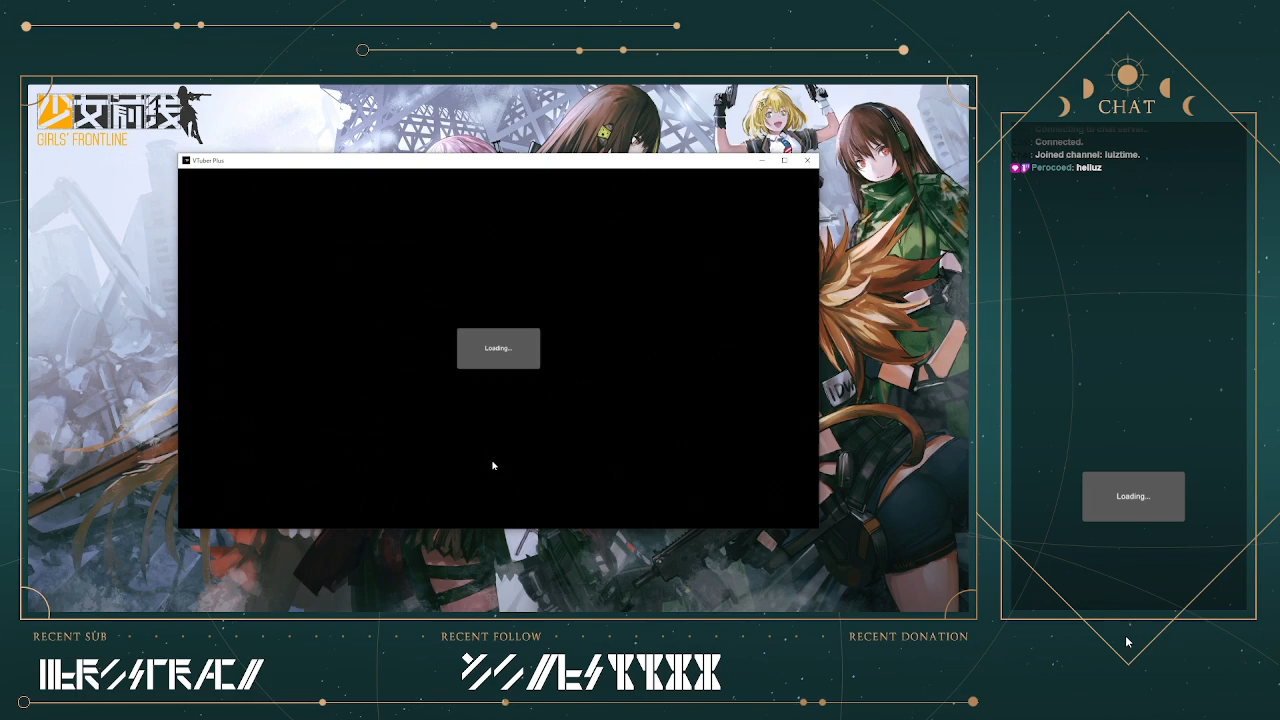 少女前线
GIRLS' FRONTLINE
VTuber Plus
Loading...
IDW
CHAT
: Connected.
: Joined channel: luiztime.
Perocoed: helluz
Loading...
RECENT SUB
RECENT FOLLOW
RECENT DONATION